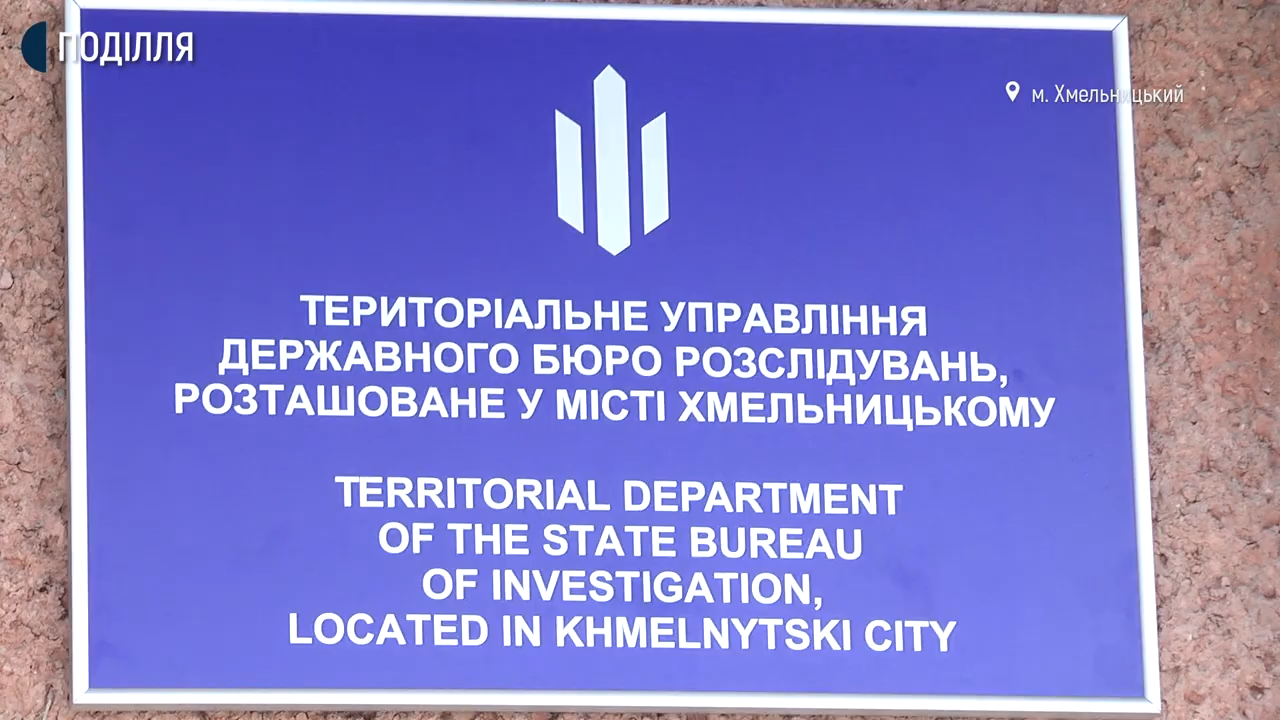 ПОДІЛЛЯ
м. Хмельницький
ТЕРИТОРІАЛЬНЕ УПРАВЛІННЯ
ДЕРЖАВНОГО БЮРО РОЗСЛІДУВАНЬ,
РОЗТАШОВАНЕ У МІСТІ ХМЕЛЬНИЦЬКОМУ
TERRITORIAL DEPARTMENT
OF THE STATE BUREAU
OF INVESTIGATION,
LOCATED IN KHMELNYTSKI CITY